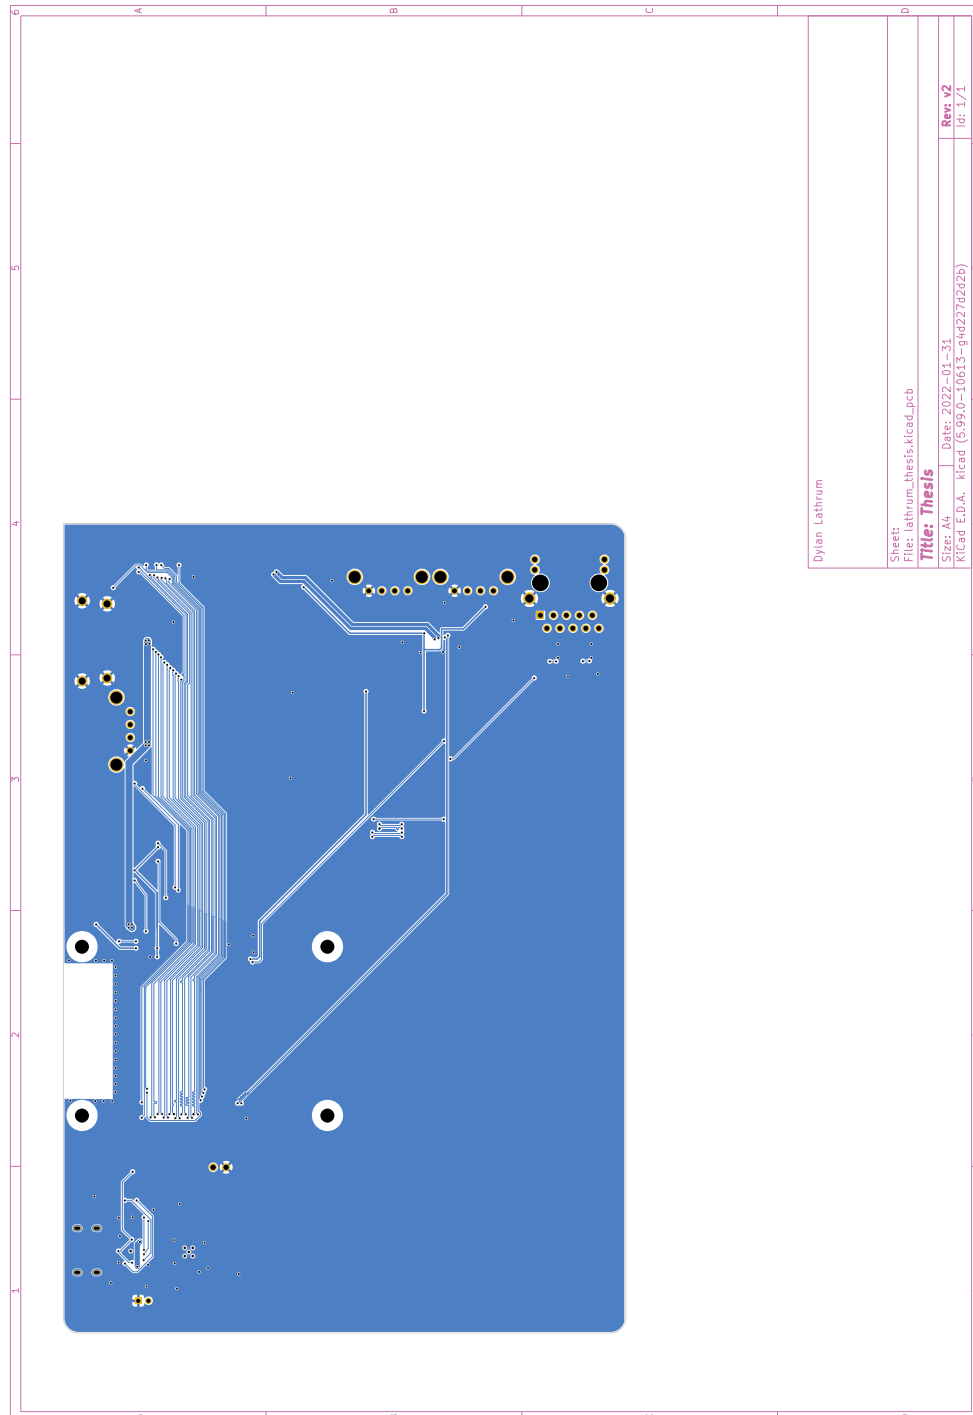 Dylan Lathrum
Sheet:
File: lathrum_thesis.kicad_pcb
Title: Thesis
Size: A4
Date: 2022-01-31
Rev: v2
KiCad E.D.A. kicad (5.99.0-10613-g4d227d2d2b)
Id: 1/1
A
B
C
D
6
5
4
3
2
1